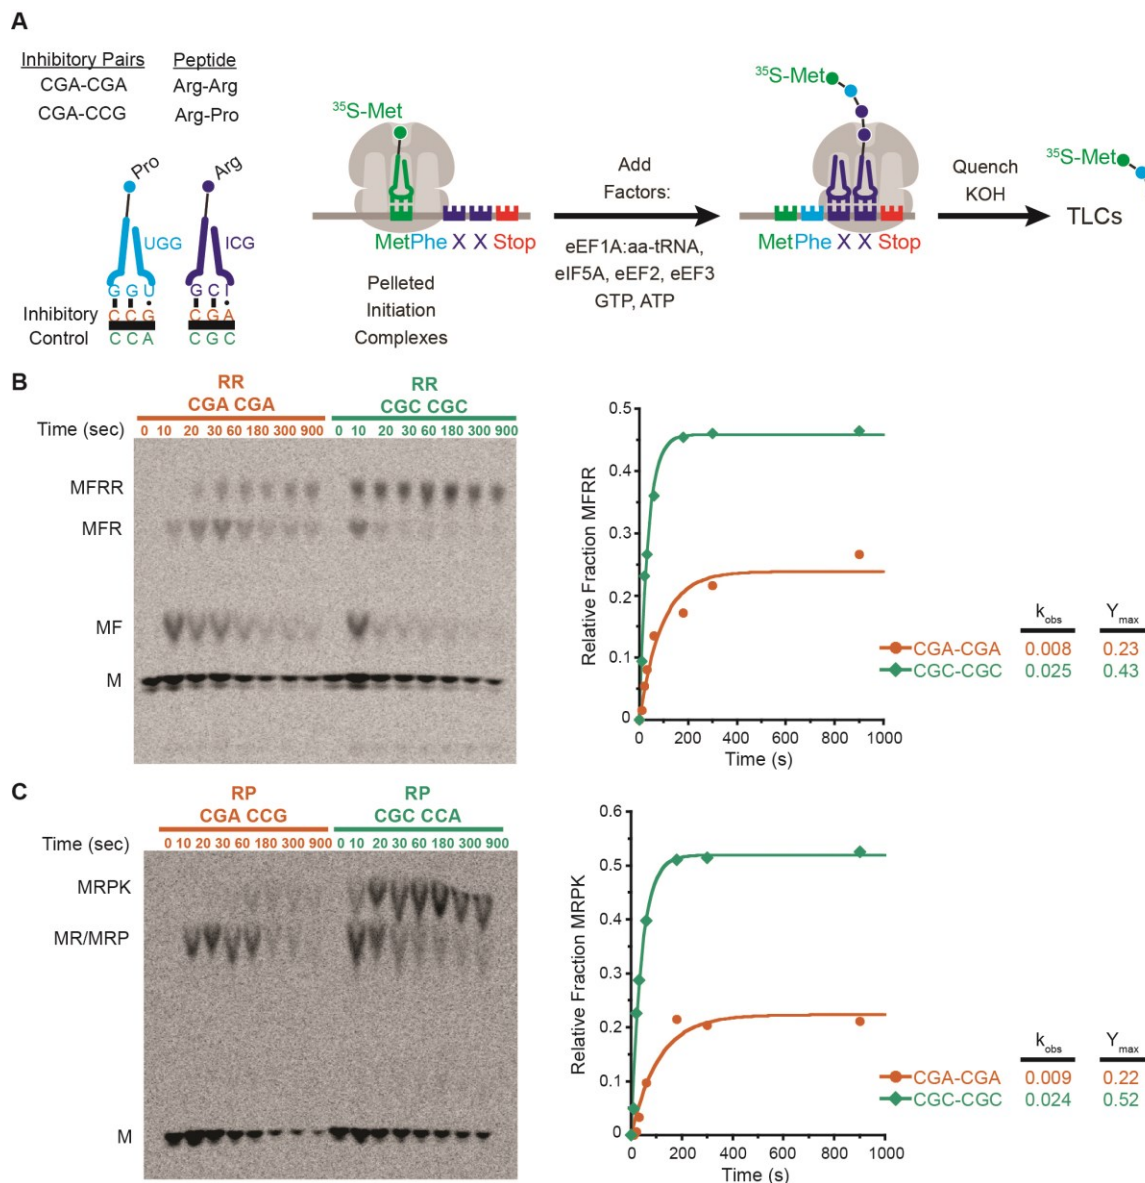 A
Inhibitory Pairs Peptide
CGA-CGA Arg-Arg
CGA-CCG Arg-Pro
Pro Arg
UGG ICG
G G U G C I
Inhibitory C C G C G A
Control C C A C G C
35S-Met
MetPhe X X Stop
Pelleted
Initiation
Complexes
Add
Factors:
eEF1A:aa-tRNA,
eIF5A, eEF2, eEF3
GTP, ATP
35S-Met
MetPhe X X Stop
Quench
KOH
35S-Met
TLCs
B
RR RR
CGA CGA CGC CGC
Time (sec) 0 10 20 30 60 180 300 900 0 10 20 30 60 180 300 900
MFRR
MFR
MF
M
Relative Fraction MFRR
0.5
0.4
0.3
0.2
0.1
0
0 200 400 600 800 1000
Time (s)
kobs Ymax
CGA-CGA 0.008 0.23
CGC-CGC 0.025 0.43
C
RP RP
CGA CCG CGC CCA
Time (sec) 0 10 20 30 60 180 300 900 0 10 20 30 60 180 300 900
MRPK
MR/MRP
M
Relative Fraction MRPK
0.6
0.5
0.4
0.3
0.2
0.1
0
0 200 400 600 800 1000
Time (s)
kobs Ymax
CGA-CGA 0.009 0.22
CGC-CGC 0.024 0.52